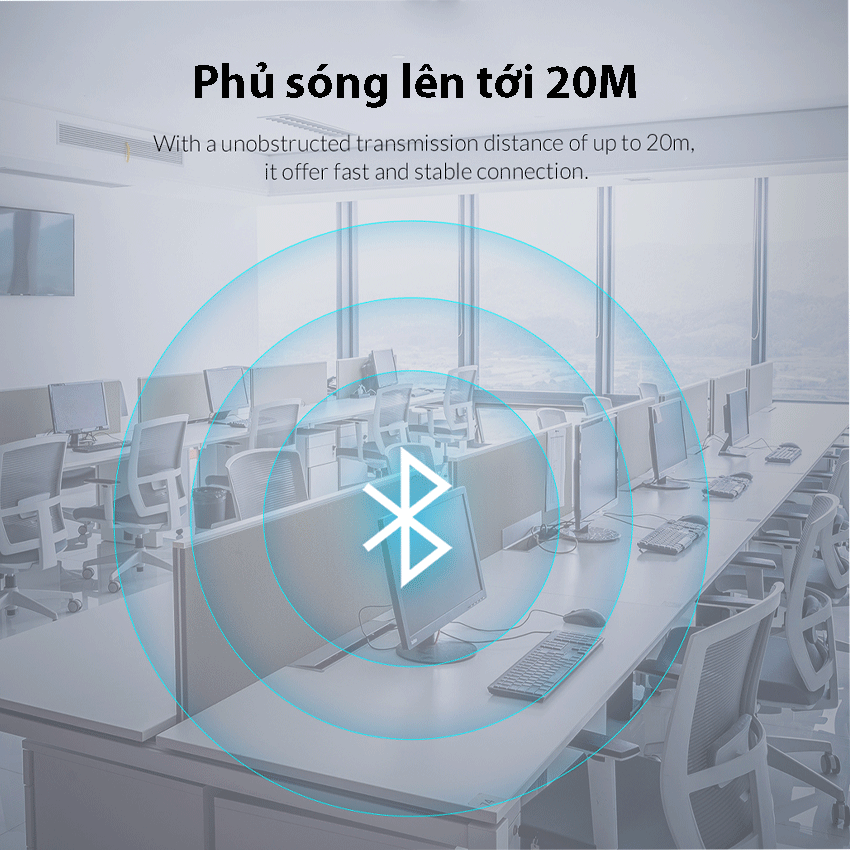 Phủ sóng lên tới 20M
With a unobstructed transmission distance of up to 20m,
it offer fast and stable connection.